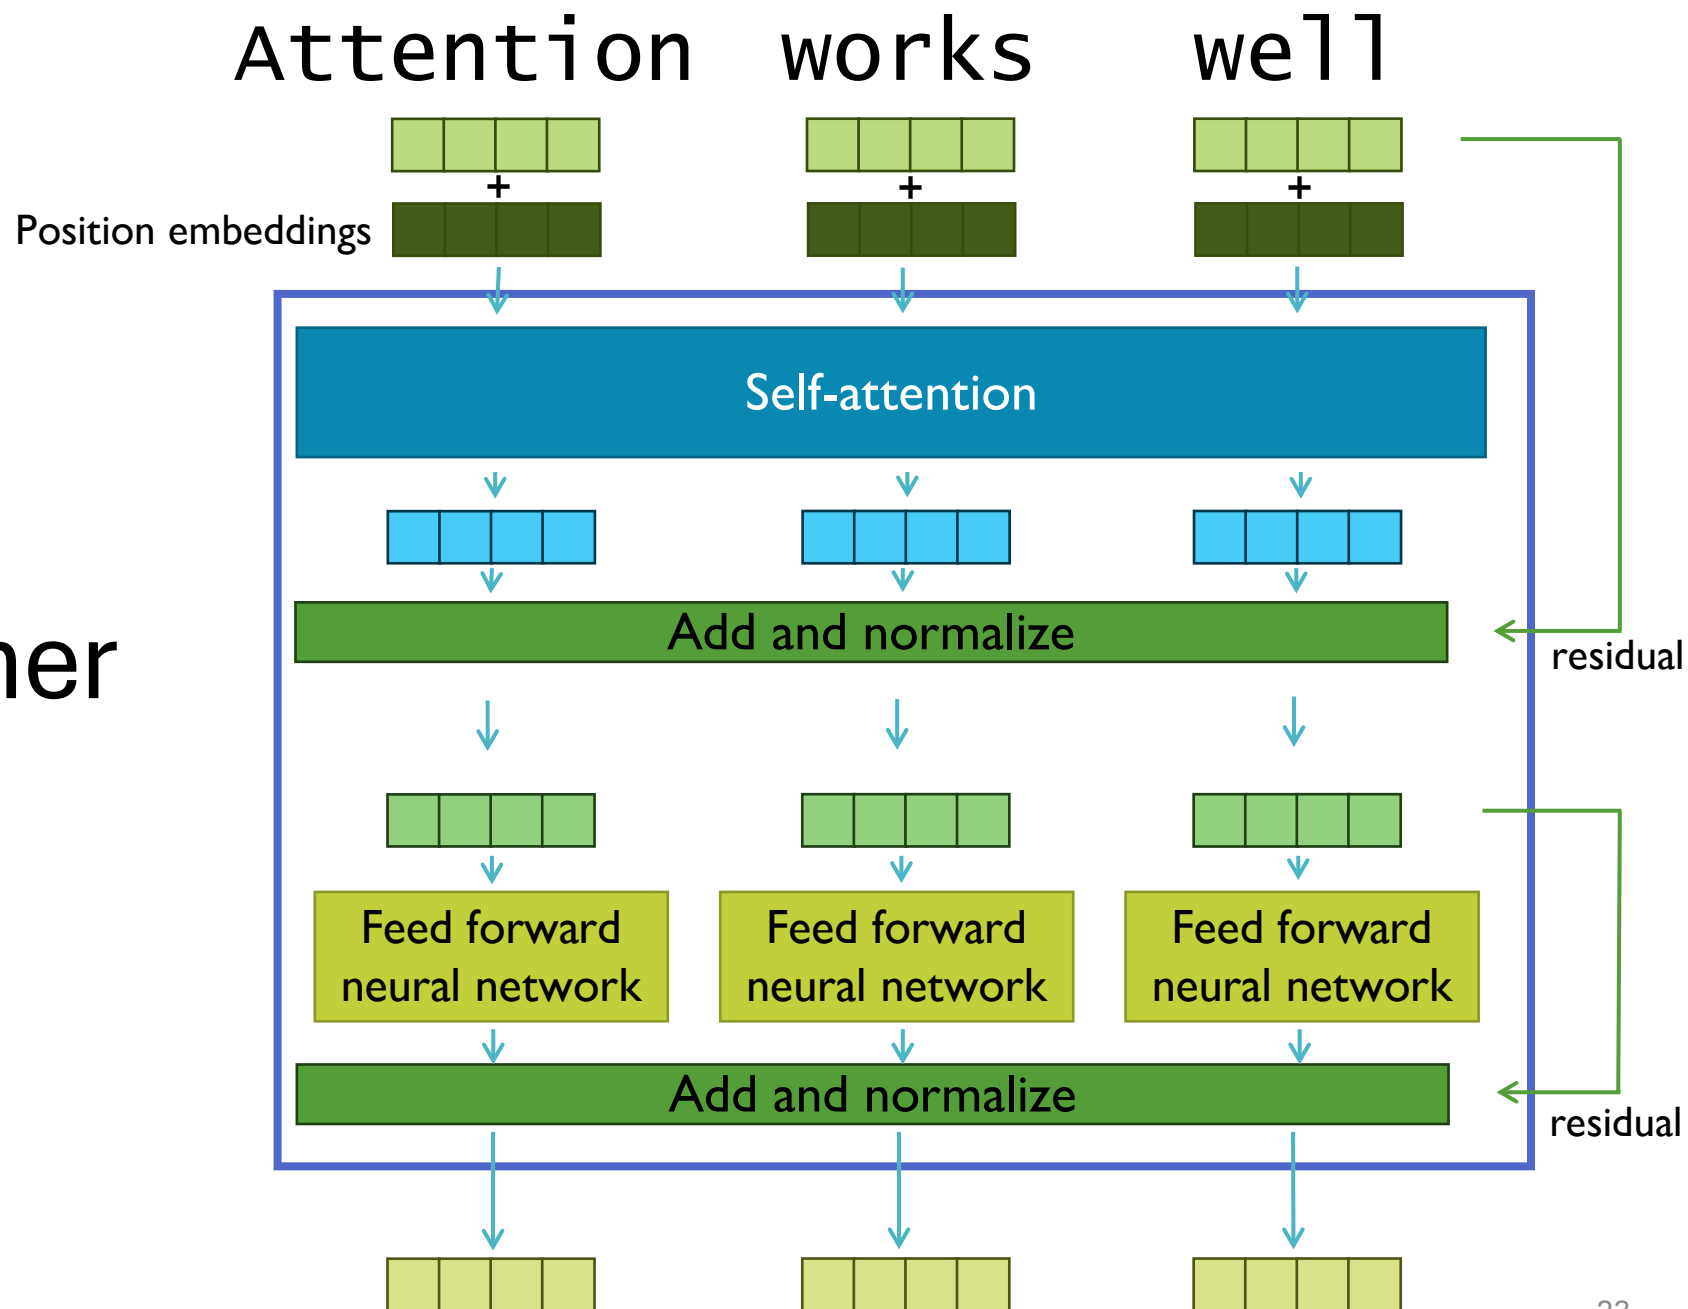 Attention works well
+ + +
Position embeddings
Self-attention
Add and normalize
residual
ner
Feed forward neural network
Feed forward neural network
Feed forward neural network
Add and normalize
residual